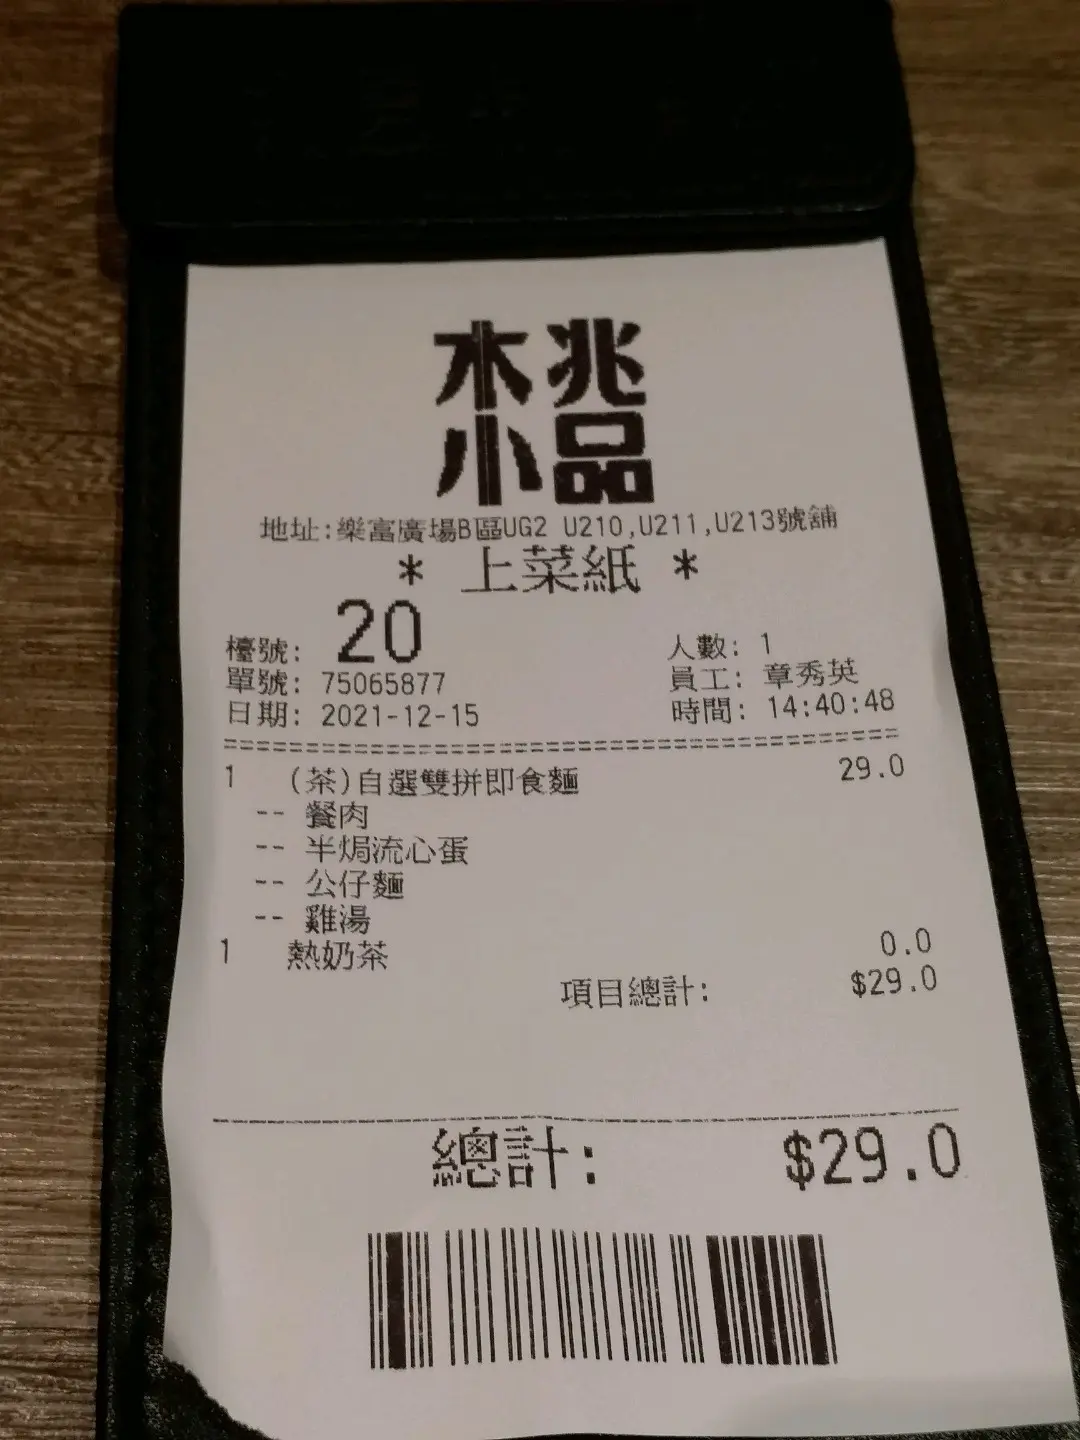 木兆
小品
地址:樂富廣場B區UG2 U210,U211,U213號舖
* 上菜紙 *
檯號: 20 人數: 1
單號: 75065877 員工: 章秀英
日期: 2021-12-15 時間: 14:40:48
1 (茶)自選雙拼即食麵 29.0
-- 餐肉
-- 半焗流心蛋
-- 公仔麵
-- 雞湯
1 熱奶茶 0.0
項目總計: $29.0
總計: $29.0